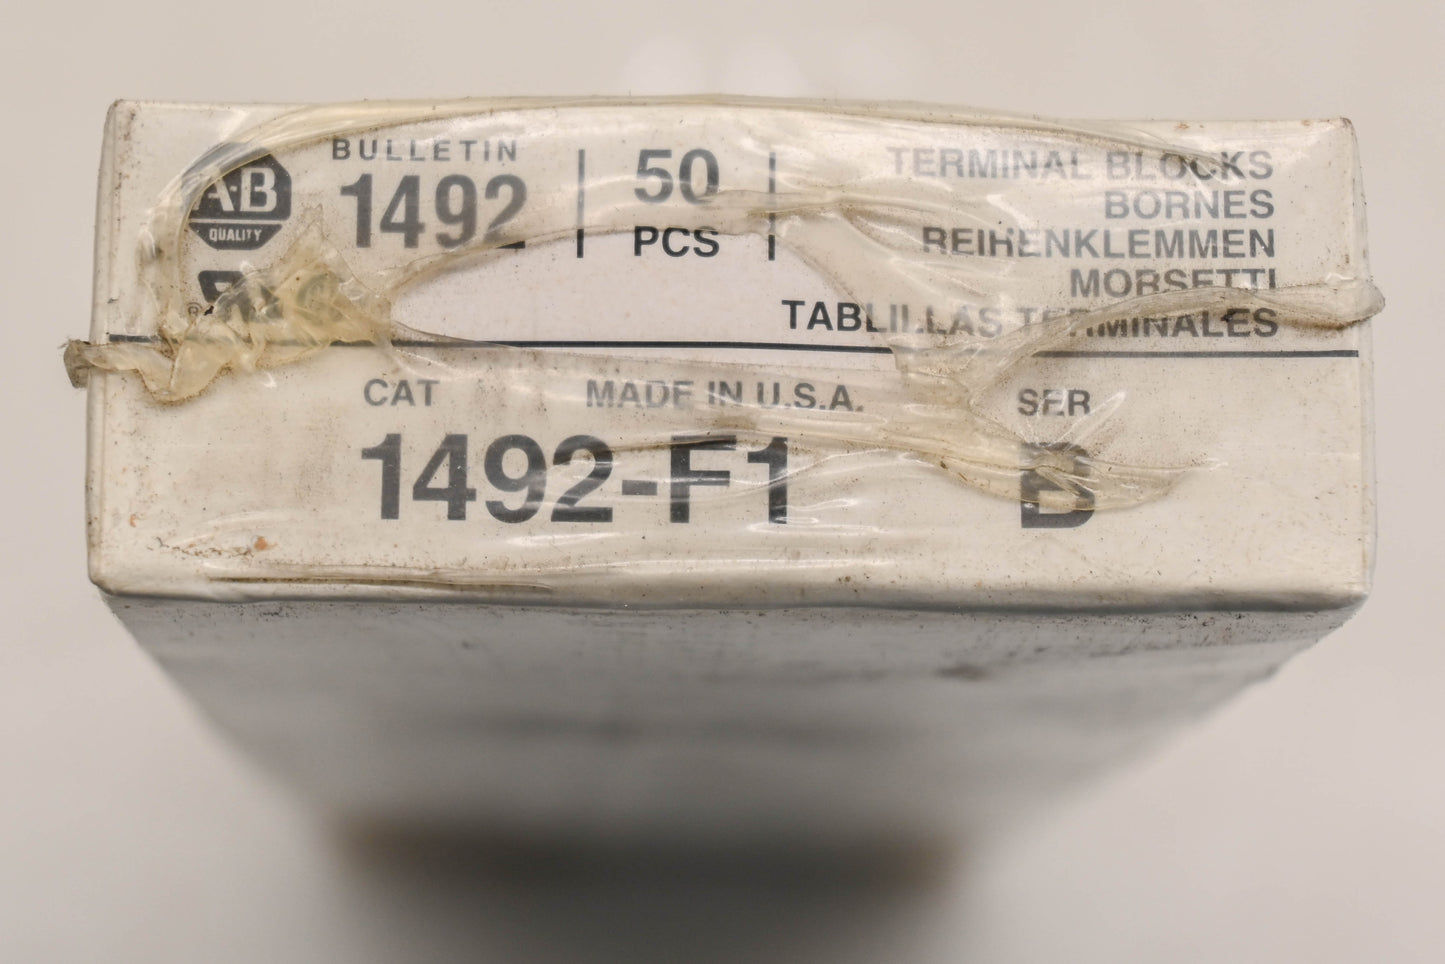 A-B
QUALITY
BULLETIN
1492
50
PCS
TERMINAL BLOCKS
BORNES
REIHENKLEMMEN
MORSETTI
TABLILLAS TERMINALES
®
CAT
MADE IN U.S.A.
SER
1492-F1
B